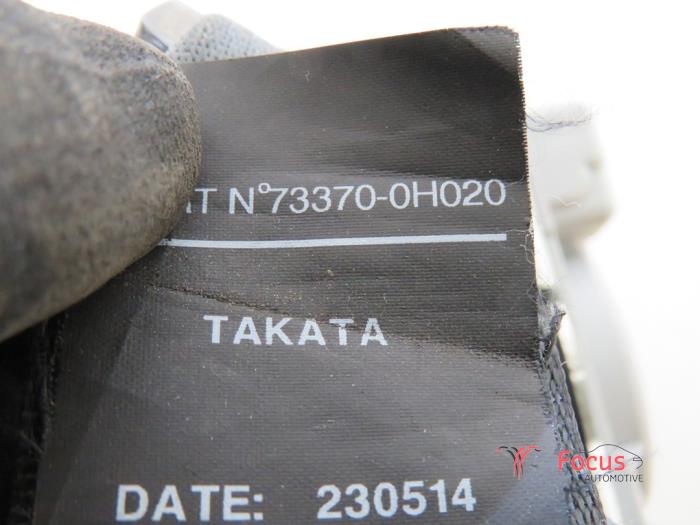 N°73370-0H020
TAKATA
DATE: 230514
Focus
AUTOMOTIVE